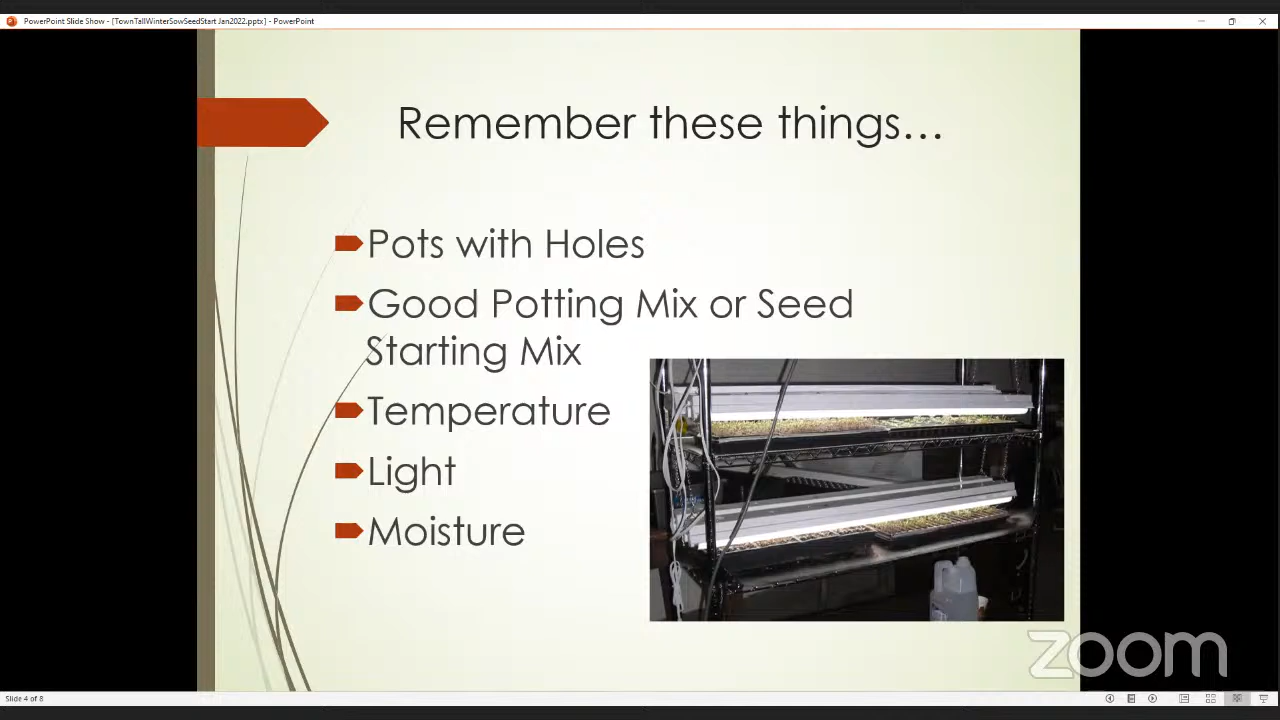 PowerPoint Slide Show - [TownTallWinterSowSeedStart Jan2022.pptx] - PowerPoint
Remember these things…
Pots with Holes
Good Potting Mix or Seed
Starting Mix
Temperature
Light
Moisture
zoom
Slide 4 of 8